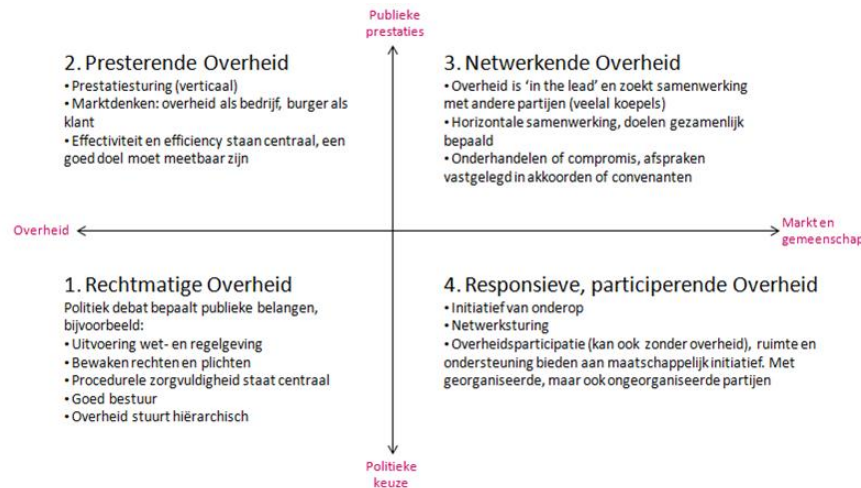 Publieke
prestaties
2. Presterende Overheid
• Prestatiesturing (verticaal)
• Marktdenken: overheid als bedrijf, burger als
klant
• Effectiviteit en efficiency staan centraal, een
goed doel moet meetbaar zijn
3. Netwerkende Overheid
• Overheid is ‘in the lead’ en zoekt samenwerking
met andere partijen (veelal koepels)
• Horizontale samenwerking, doelen gezamenlijk
bepaald
• Onderhandelen of compromis, afspraken
vastgelegd in akkoorden of convenanten
Overheid
Markt en
gemeenschap
1. Rechtmatige Overheid
Politiek debat bepaalt publieke belangen,
bijvoorbeeld:
• Uitvoering wet- en regelgeving
• Bewaken rechten en plichten
• Procedurele zorgvuldigheid staat centraal
• Goed bestuur
• Overheid stuurt hiërarchisch
4. Responsieve, participerende Overheid
• Initiatief van onderop
• Netwerksturing
• Overheidsparticipatie (kan ook zonder overheid), ruimte en
ondersteuning bieden aan maatschappelijk initiatief. Met
georganiseerde, maar ook ongeorganiseerde partijen
Politieke
keuze